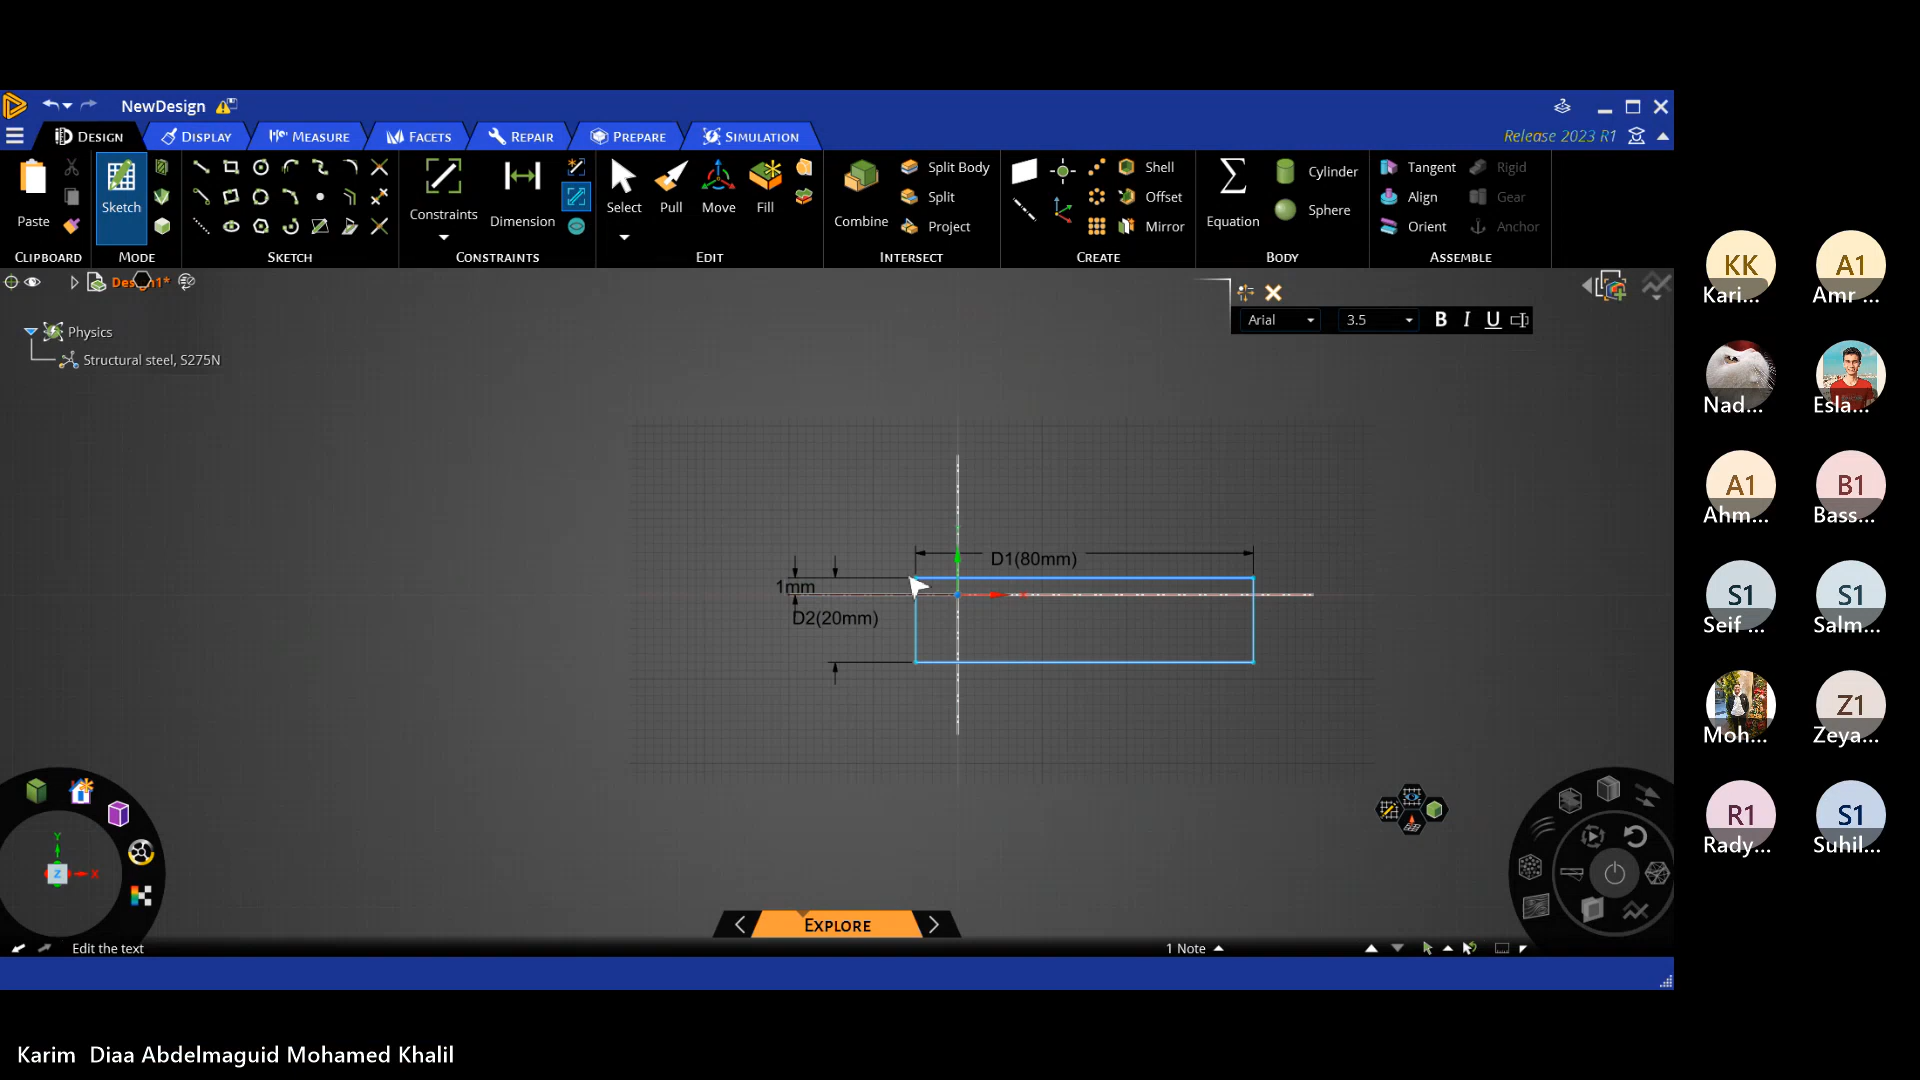 NewDesign
DESIGN
DISPLAY
MEASURE
FACETS
REPAIR
PREPARE
SIMULATION
Release 2023 R1
Paste
Sketch
Constraints
Dimension
Select
Pull
Move
Fill
Combine
Split Body
Split
Project
Shell
Offset
Mirror
Equation
Cylinder
Sphere
Tangent
Align
Orient
Rigid
Gear
Anchor
CLIPBOARD
MODE
SKETCH
CONSTRAINTS
EDIT
INTERSECT
CREATE
BODY
ASSEMBLE
Design1*
Physics
Structural steel, S275N
Arial
3.5
B
I
U
D1(80mm)
1mm
D2(20mm)
Y
Z
X
EXPLORE
Edit the text
1 Note
KK
Kari...
A1
Amr ...
Nad...
Esla...
A1
Ahm...
B1
Bass...
S1
Seif ...
S1
Salm...
Moh...
Z1
Zeya...
R1
Rady...
S1
Suhil...
Karim Diaa Abdelmaguid Mohamed Khalil